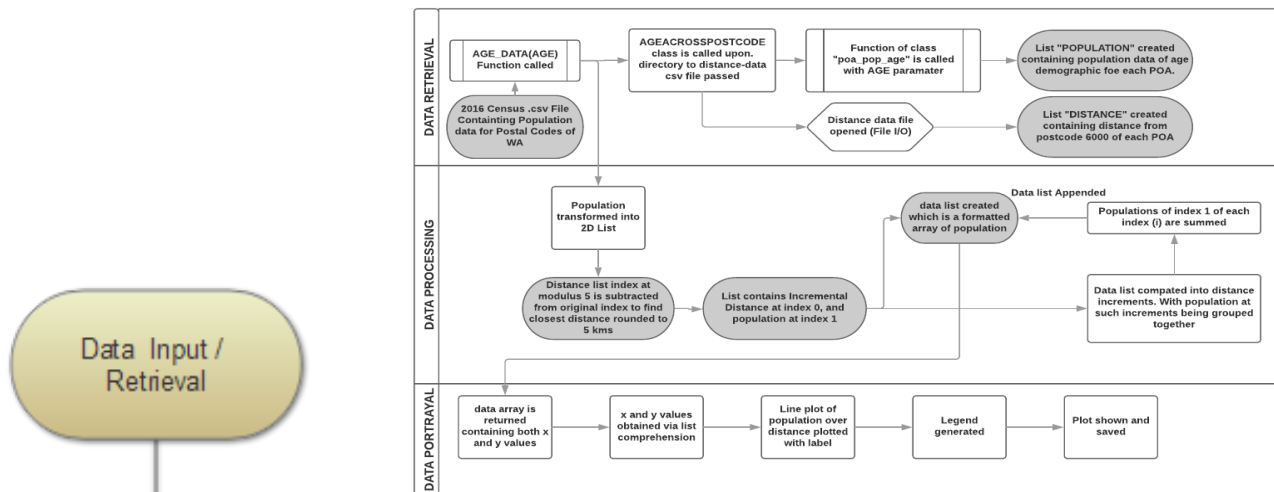 Data Input /
Retrieval
DATA RETRIEVAL
AGE_DATA(AGE)
Function called
2016 Census .csv File
Containting Population
data for Postal Codes of
WA
AGEACROSSPOSTCODE
class is called upon.
directory to distance-data
csv file passed
Function of class
"poa_pop_age" is called
with AGE paramater
List "POPULATION" created
containing population data of age
demographic foe each POA.
Distance data file
opened (File I/O)
List "DISTANCE" created
containing distance from
postcode 6000 of each POA
DATA PROCESSING
Population
transformed into
2D List
Distance list index at
modulus 5 is subtracted
from original index to find
closest distance rounded to
5 kms
List contains Incremental
Distance at index 0, and
population at index 1
data list created
which is a formatted
array of population
Data list Appended
Populations of index 1 of each
index (i) are summed
Data list compated into distance
increments. With population at
such increments being grouped
together
DATA PORTRAYAL
data array is
returned
containing both x
and y values
x and y values
obtained via list
comprehension
Line plot of
population over
distance plotted
with label
Legend
generated
Plot shown and
saved